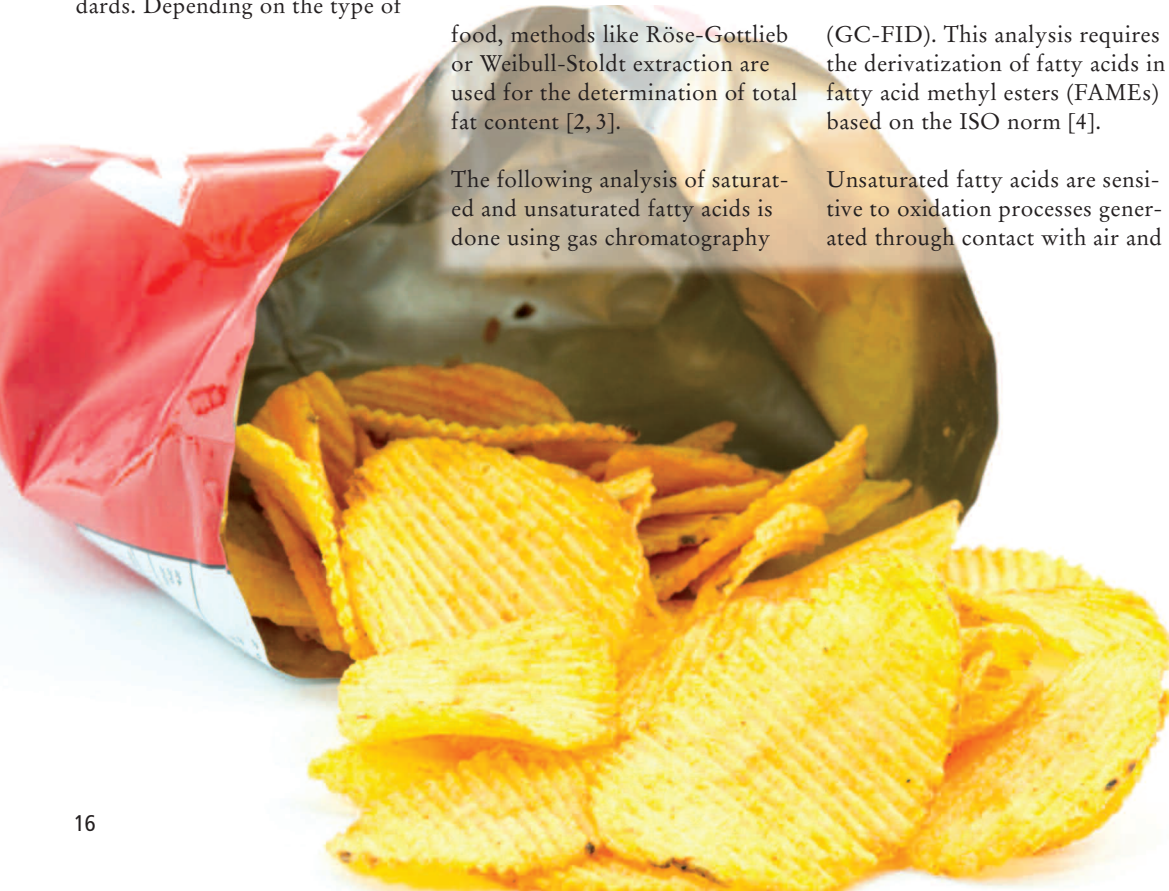 dards. Depending on the type of
food, methods like Röse-Gottlieb
or Weibull-Stoldt extraction are
used for the determination of total
fat content [2, 3].
The following analysis of saturat-
ed and unsaturated fatty acids is
done using gas chromatography
(GC-FID). This analysis requires
the derivatization of fatty acids in
fatty acid methyl esters (FAMEs)
based on the ISO norm [4].
Unsaturated fatty acids are sensi-
tive to oxidation processes gener-
ated through contact with air and
16